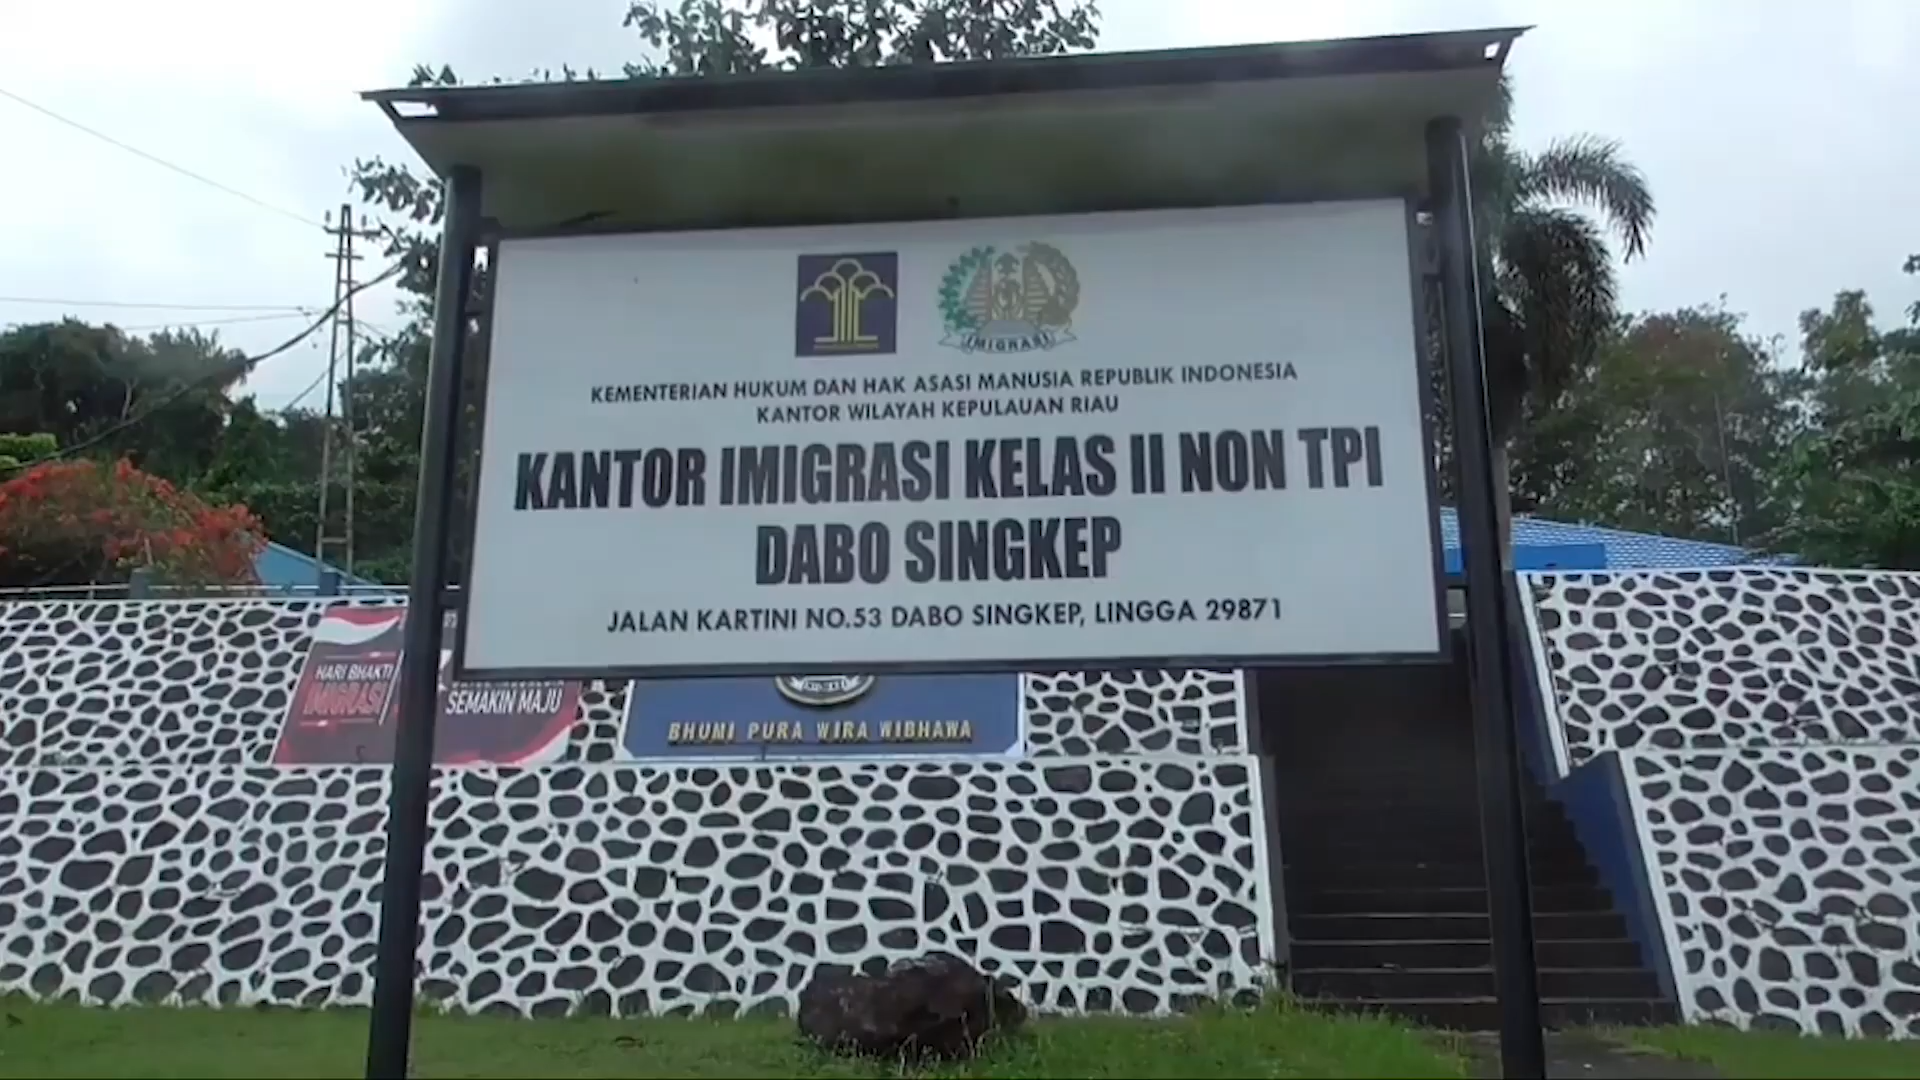 IMIGRASI
KEMENTERIAN HUKUM DAN HAK ASASI MANUSIA REPUBLIK INDONESIA
KANTOR WILAYAH KEPULAUAN RIAU
KANTOR IMIGRASI KELAS II NON TPI
DABO SINGKEP
JALAN KARTINI NO.53 DABO SINGKEP, LINGGA 29871
HARI BHAKTI
IMIGRASI
SEMAKIN MAJU
BHUMI PURA WIRA WIBHAWA